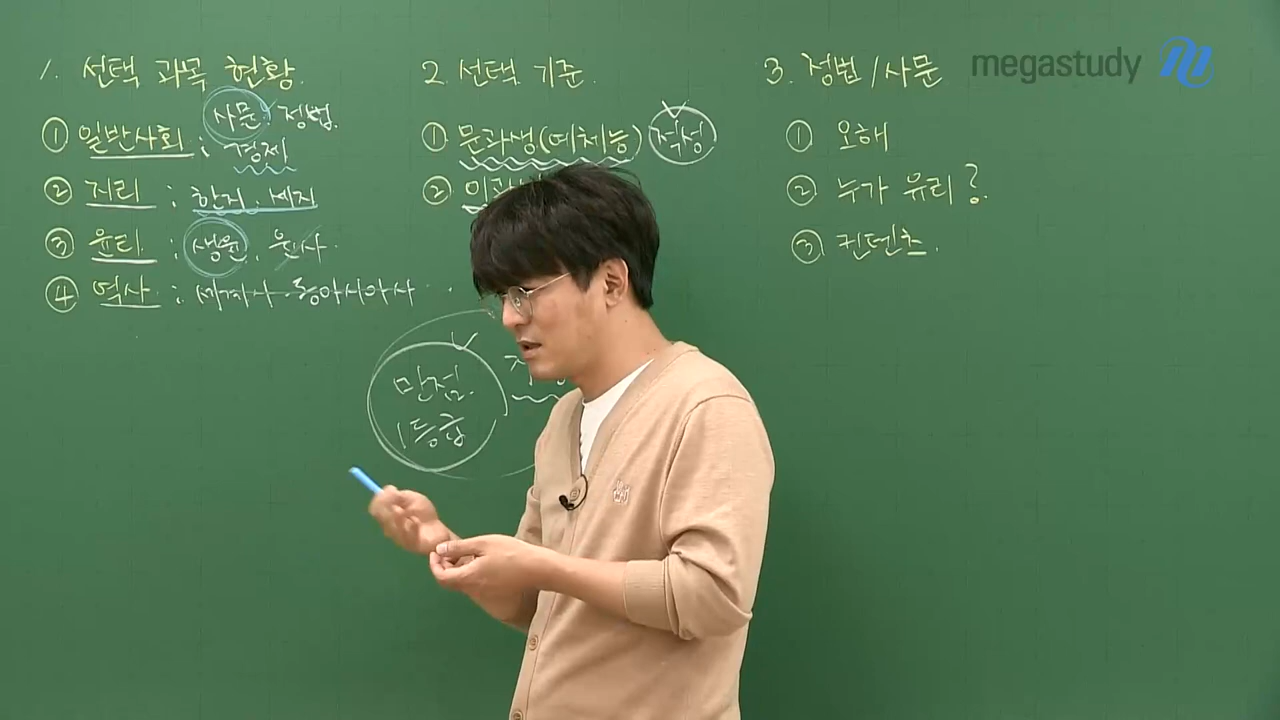 1. 선택 과목 현황.
① 일반사회 : 사문, 정법.
경제
② 지리 : 한지. 세지
③ 윤리. : 생윤. 윤사.
④ 역사 : 세계사. 동아시아사
2. 선택 기준.
① 문과생(예체능) 적성
②
만점.
1등급
3. 정법/사문
① 오해
② 누가 유리?
③ 컨텐츠.
megastudy